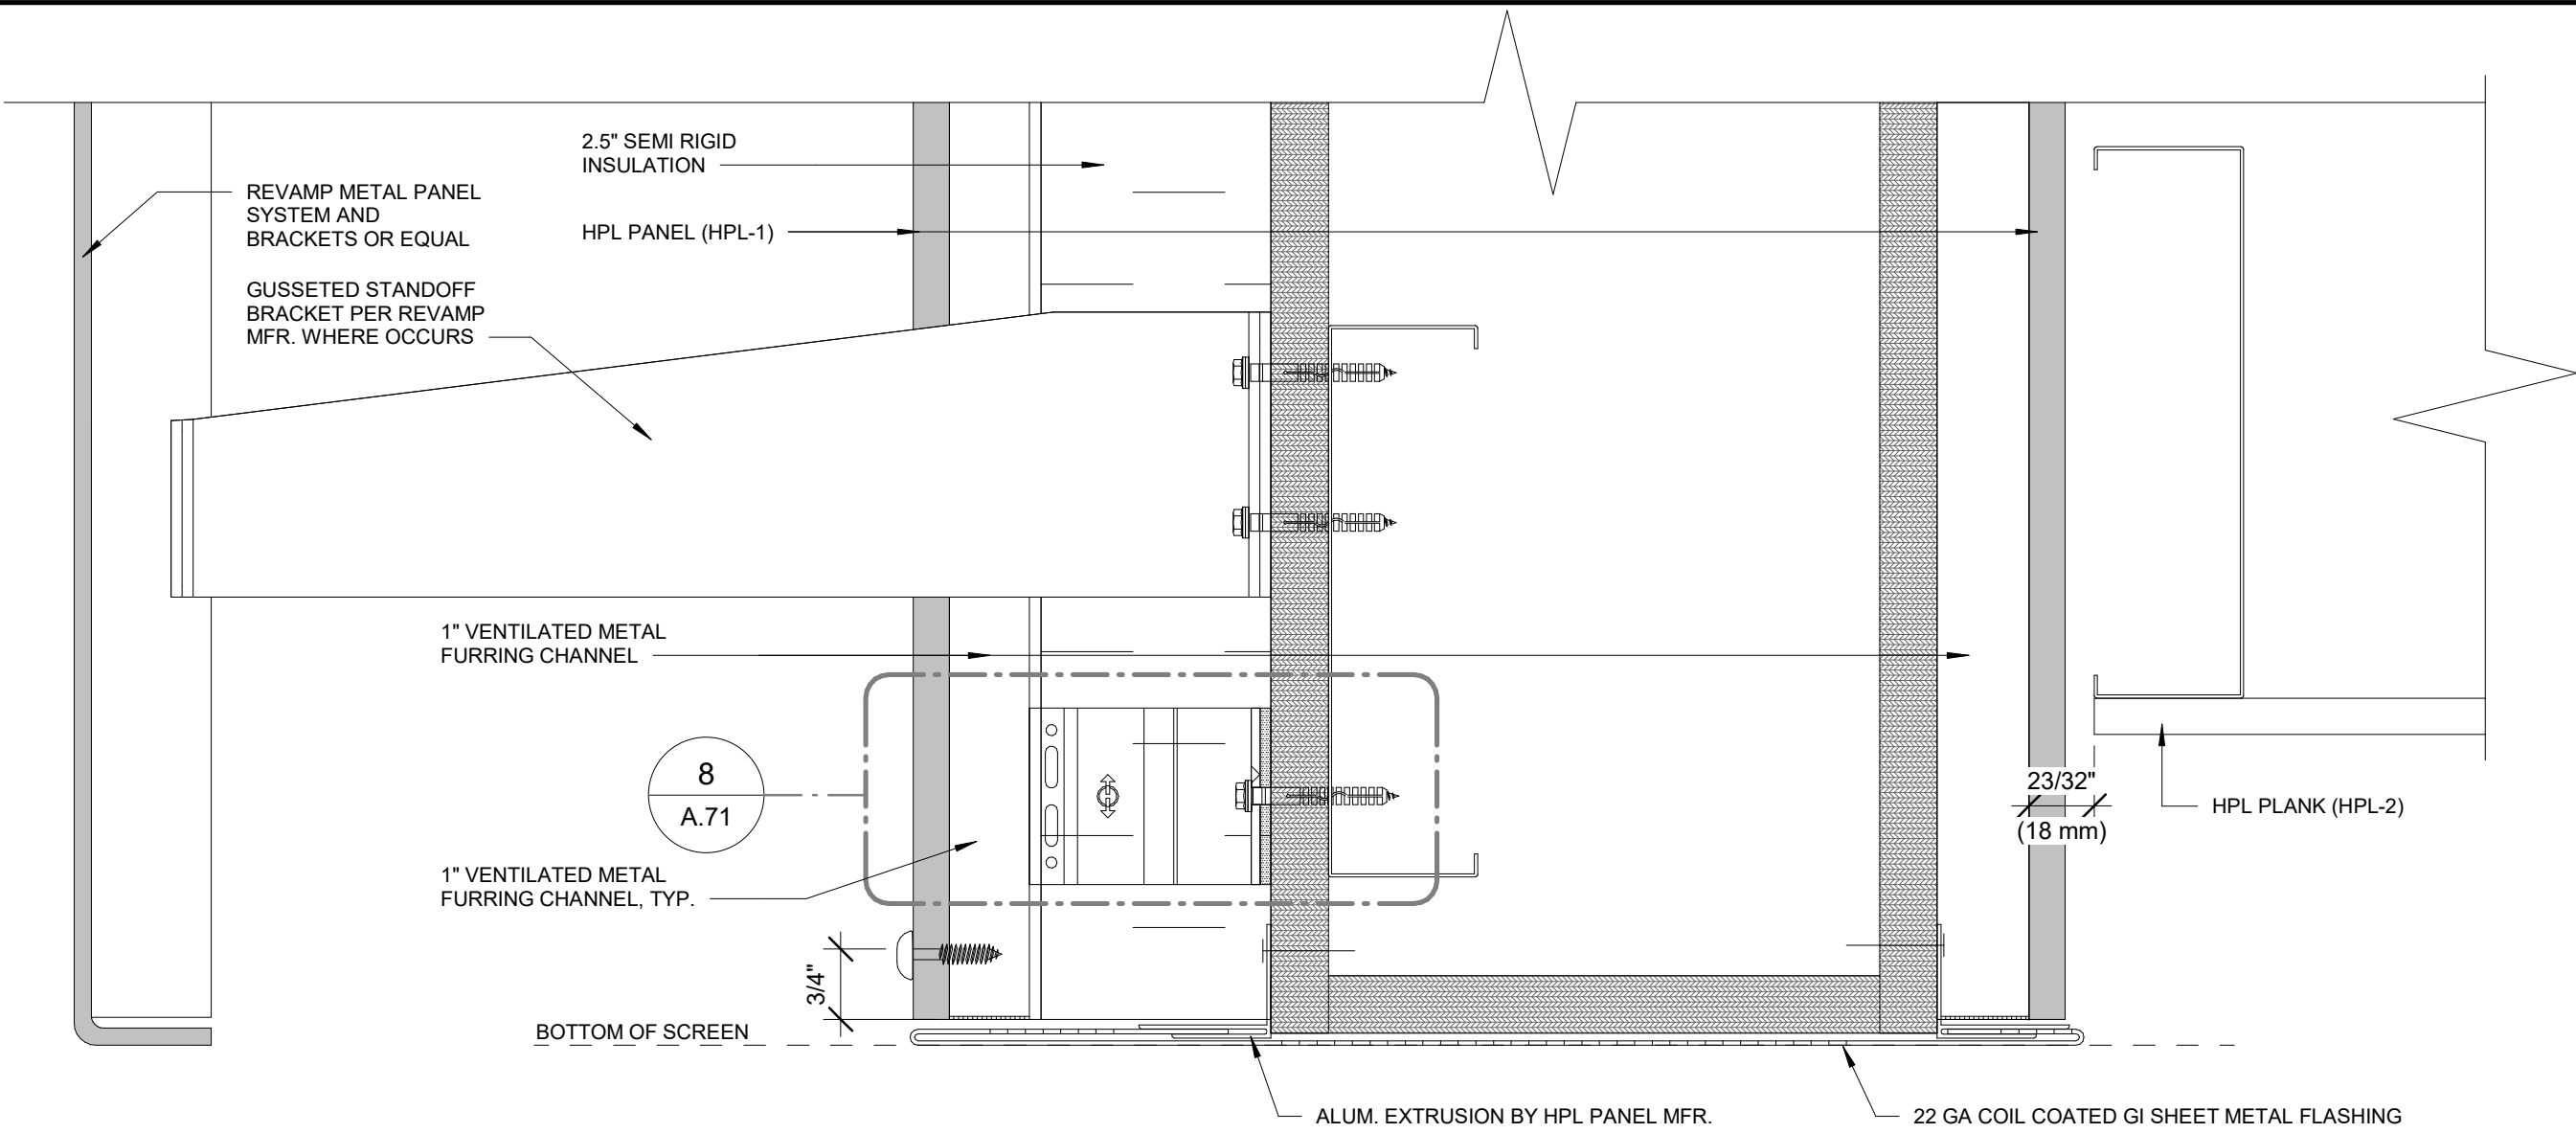 2.5" SEMI RIGID
INSULATION
REVAMP METAL PANEL
SYSTEM AND
BRACKETS OR EQUAL
HPL PANEL (HPL-1)
GUSSETED STANDOFF
BRACKET PER REVAMP
MFR. WHERE OCCURS
1" VENTILATED METAL
FURRING CHANNEL
8
A.71
23/32"
(18 mm)
HPL PLANK (HPL-2)
1" VENTILATED METAL
FURRING CHANNEL, TYP.
3/4"
BOTTOM OF SCREEN
ALUM. EXTRUSION BY HPL PANEL MFR.
22 GA COIL COATED GI SHEET METAL FLASHING